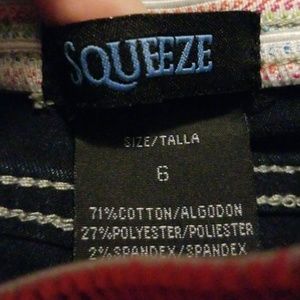 SQUEEZE
SIZE/TALLA
6
71%COTTON/ALGODON
27%POLYESTER/POLIESTER
2%SPANDEX/SPANDEX